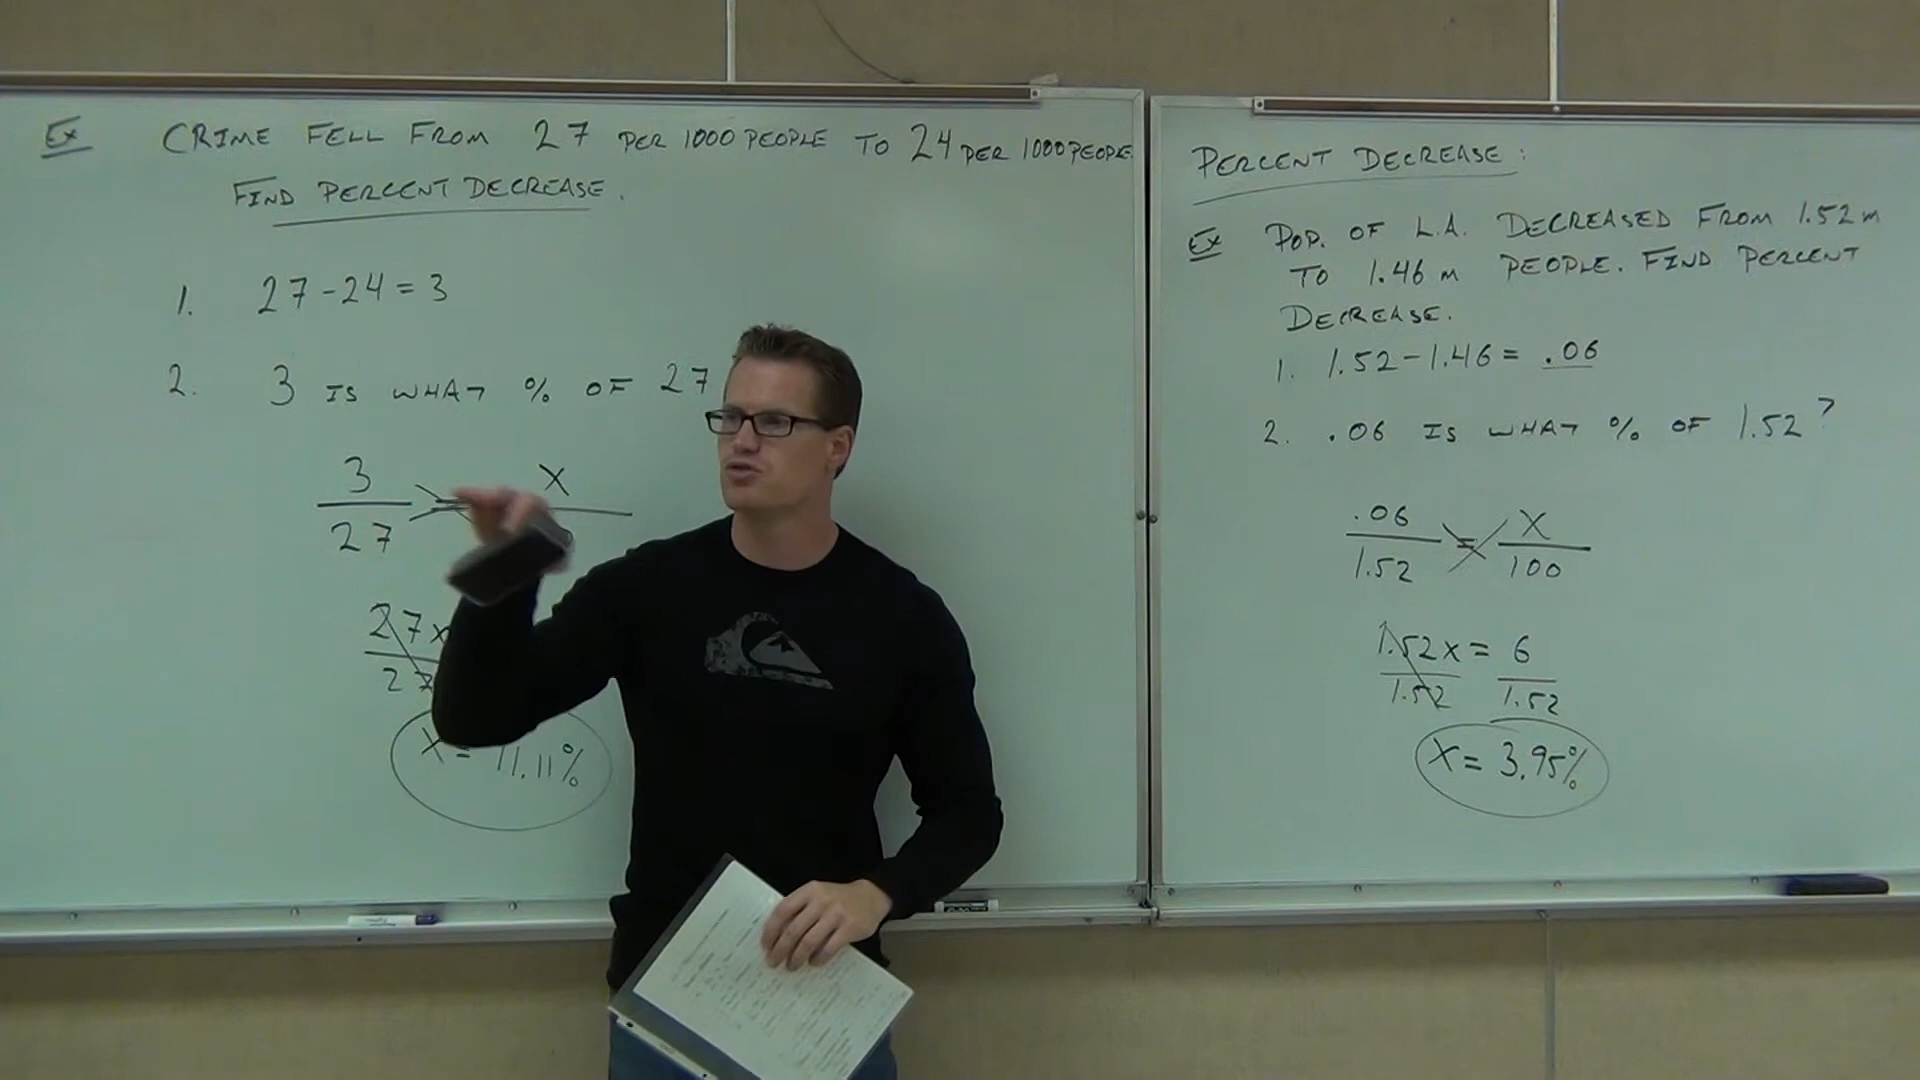 Ex CRIME FELL FROM 27 PER 1000 PEOPLE TO 24 PER 1000 PEOPLE.
FIND PERCENT DECREASE.
1. 27-24=3
2. 3 IS WHAT % OF 27
3 = X
27
27x
27
X = 11.11%
PERCENT DECREASE:
Ex POP. OF L.A. DECREASED FROM 1.52 m
TO 1.46 m PEOPLE. FIND PERCENT
DECREASE.
1. 1.52-1.46 = .06
2. .06 IS WHAT % OF 1.52?
.06 = X
1.52 100
1.52x = 6
1.52 1.52
X = 3.95%